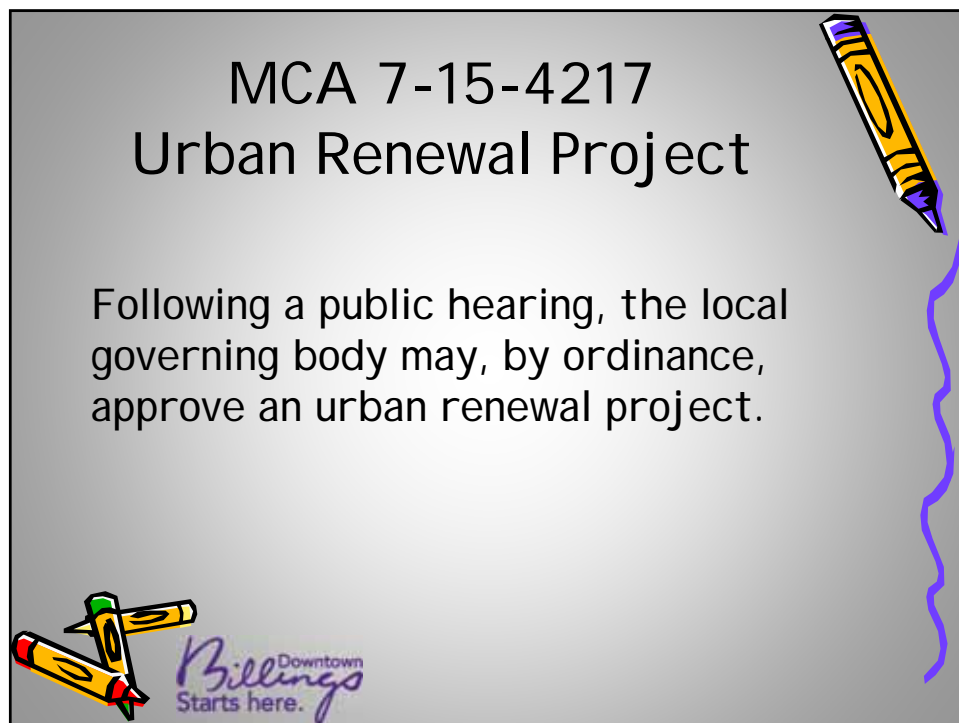 MCA 7-15-4217
Urban Renewal Project
Following a public hearing, the local
governing body may, by ordinance,
approve an urban renewal project.
Downtown
Billings
Starts here.